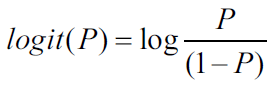 logit(P) = log P / (1 – P)